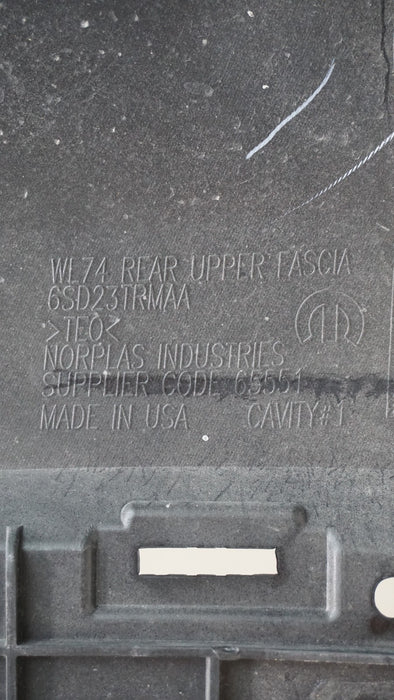 WL74 REAR UPPER FASCIA
6SD23TRMAA
>TEO<
NORPLAS INDUSTRIES
SUPPLIER CODE 65551
MADE IN USA CAVITY#1